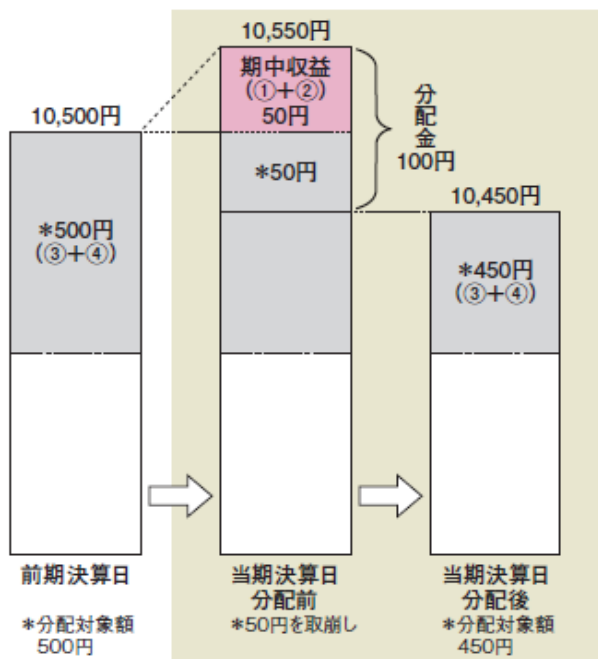 10,550円
期中収益
(①+②)
50円
分配金
100円
10,500円
*50円
10,450円
*500円
(③+④)
*450円
(③+④)
前期決算日
当期決算日
分配前
当期決算日
分配後
*分配対象額
500円
*50円を取崩し
*分配対象額
450円